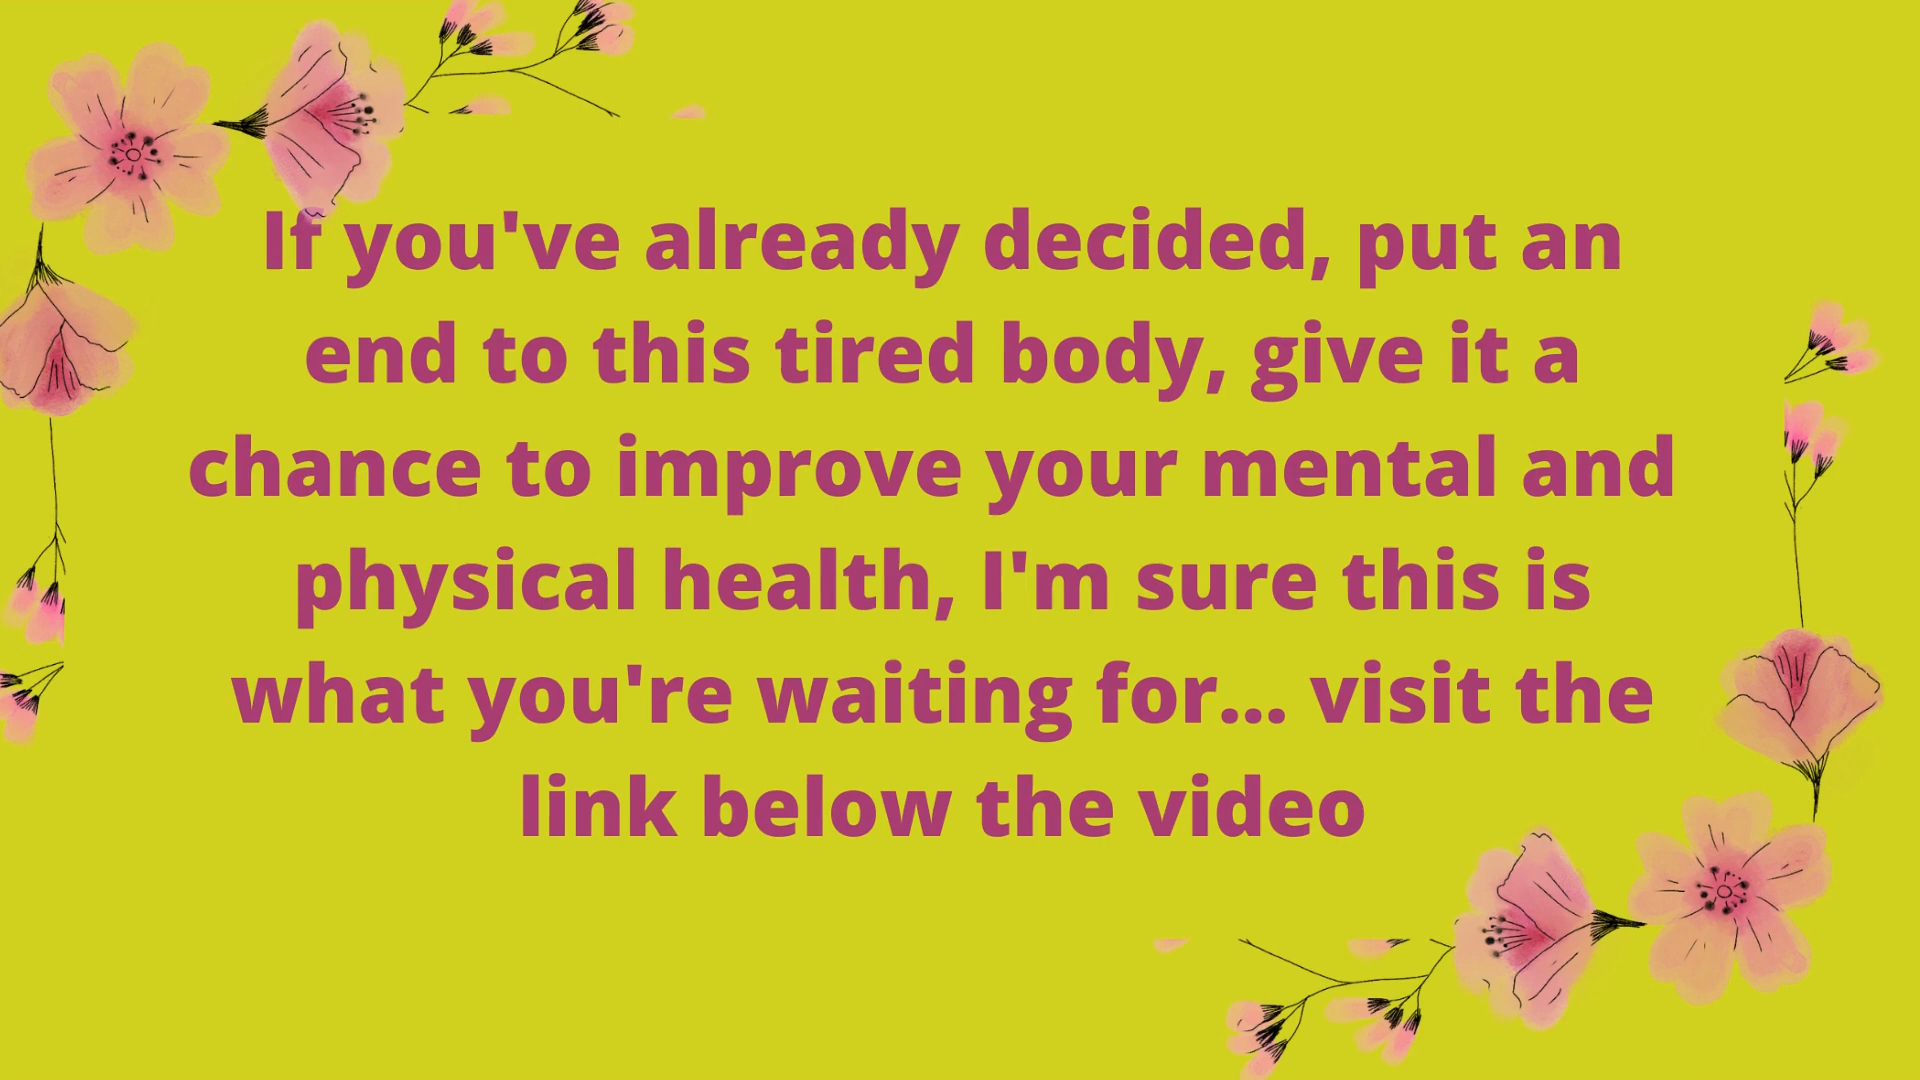 If you've already decided, put an
end to this tired body, give it a
chance to improve your mental and
physical health, I'm sure this is
what you're waiting for... visit the
link below the video